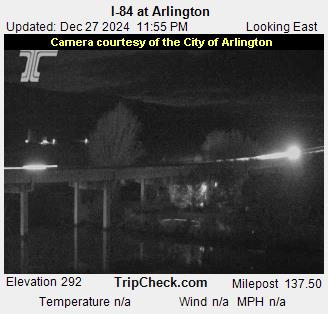 I-84 at Arlington
Updated: Dec 27 2024 11:55 PM Looking East
Camera courtesy of the City of Arlington
Elevation 292 TripCheck.com Milepost 137.50
Temperature n/a Wind n/a MPH n/a